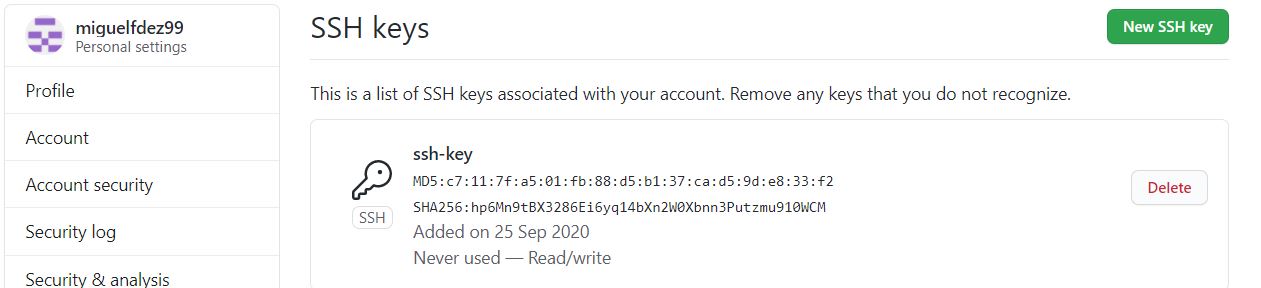 miguelfdez99
Personal settings
Profile
Account
Account security
Security log
Security & analysis
SSH keys
New SSH key
This is a list of SSH keys associated with your account. Remove any keys that you do not recognize.
ssh-key
MD5:c7:11:7f:a5:01:fb:88:d5:b1:37:ca:d5:9d:e8:33:f2
SHA256:hp6Mn9tBX3286Ei6yq14bXn2W0Xbnn3Putzmu910WCM
Added on 25 Sep 2020
Never used — Read/write
SSH
Delete